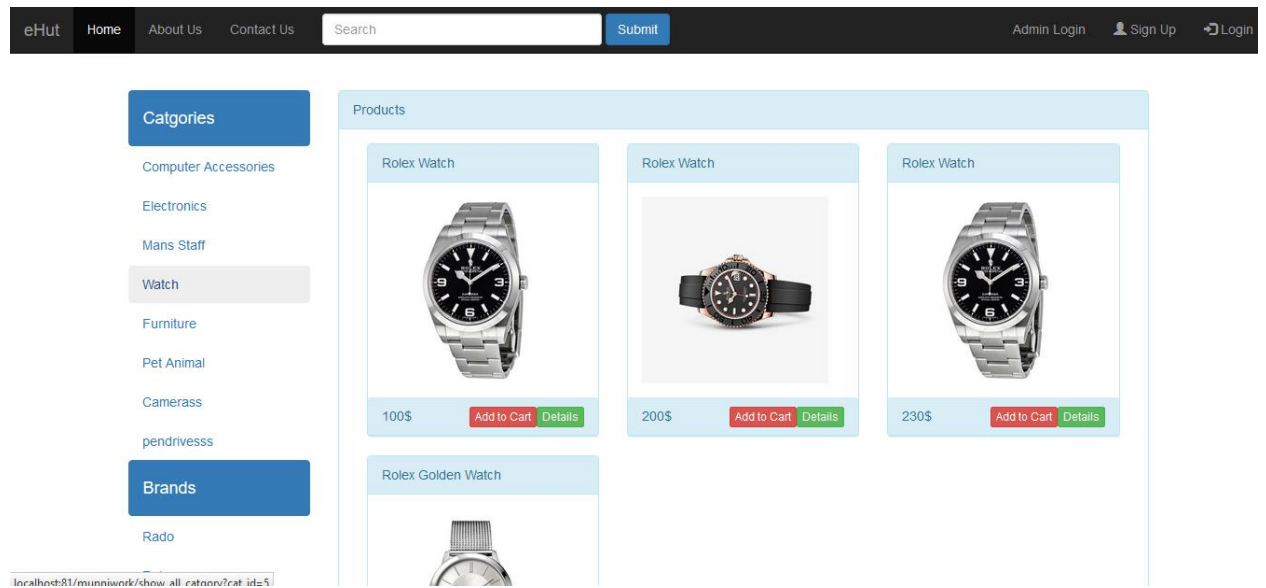 eHut Home About Us Contact Us Search Submit Admin Login Sign Up Login
Catgories
Computer Accessories
Electronics
Mans Staff
Watch
Furniture
Pet Animal
Camerass
pendrivesss
Brands
Rado
Products
Rolex Watch
100$ Add to Cart Details
Rolex Watch
200$ Add to Cart Details
Rolex Watch
230$ Add to Cart Details
Rolex Golden Watch
localhost:81/munniwork/show_all_catgory?cat_id=5